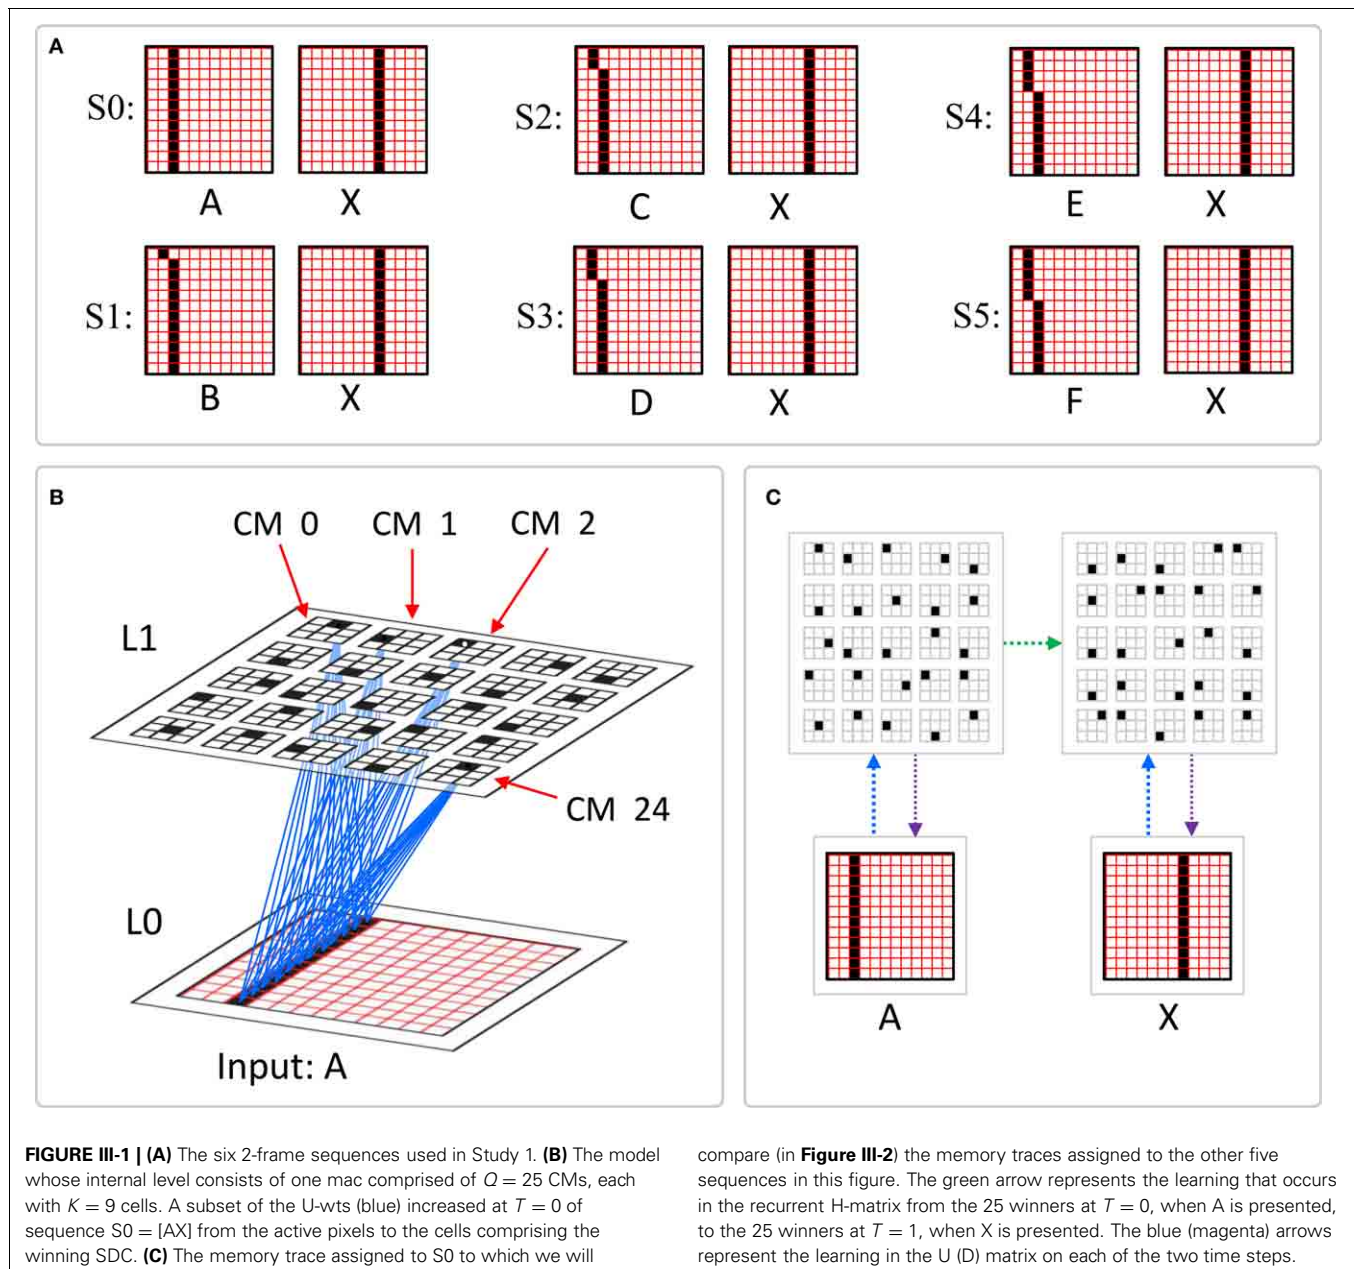 A
S0:
A
X
S2:
C
X
S4:
E
X
S1:
B
X
S3:
D
X
S5:
F
X
B
CM 0
CM 1
CM 2
L1
CM 24
L0
Input: A
C
A
X
FIGURE III-1 | (A) The six 2-frame sequences used in Study 1. (B) The model
whose internal level consists of one mac comprised of Q = 25 CMs, each
with K = 9 cells. A subset of the U-wts (blue) increased at T = 0 of
sequence S0 = [AX] from the active pixels to the cells comprising the
winning SDC. (C) The memory trace assigned to S0 to which we will
compare (in Figure III-2) the memory traces assigned to the other five
sequences in this figure. The green arrow represents the learning that occurs
in the recurrent H-matrix from the 25 winners at T = 0, when A is presented,
to the 25 winners at T = 1, when X is presented. The blue (magenta) arrows
represent the learning in the U (D) matrix on each of the two time steps.